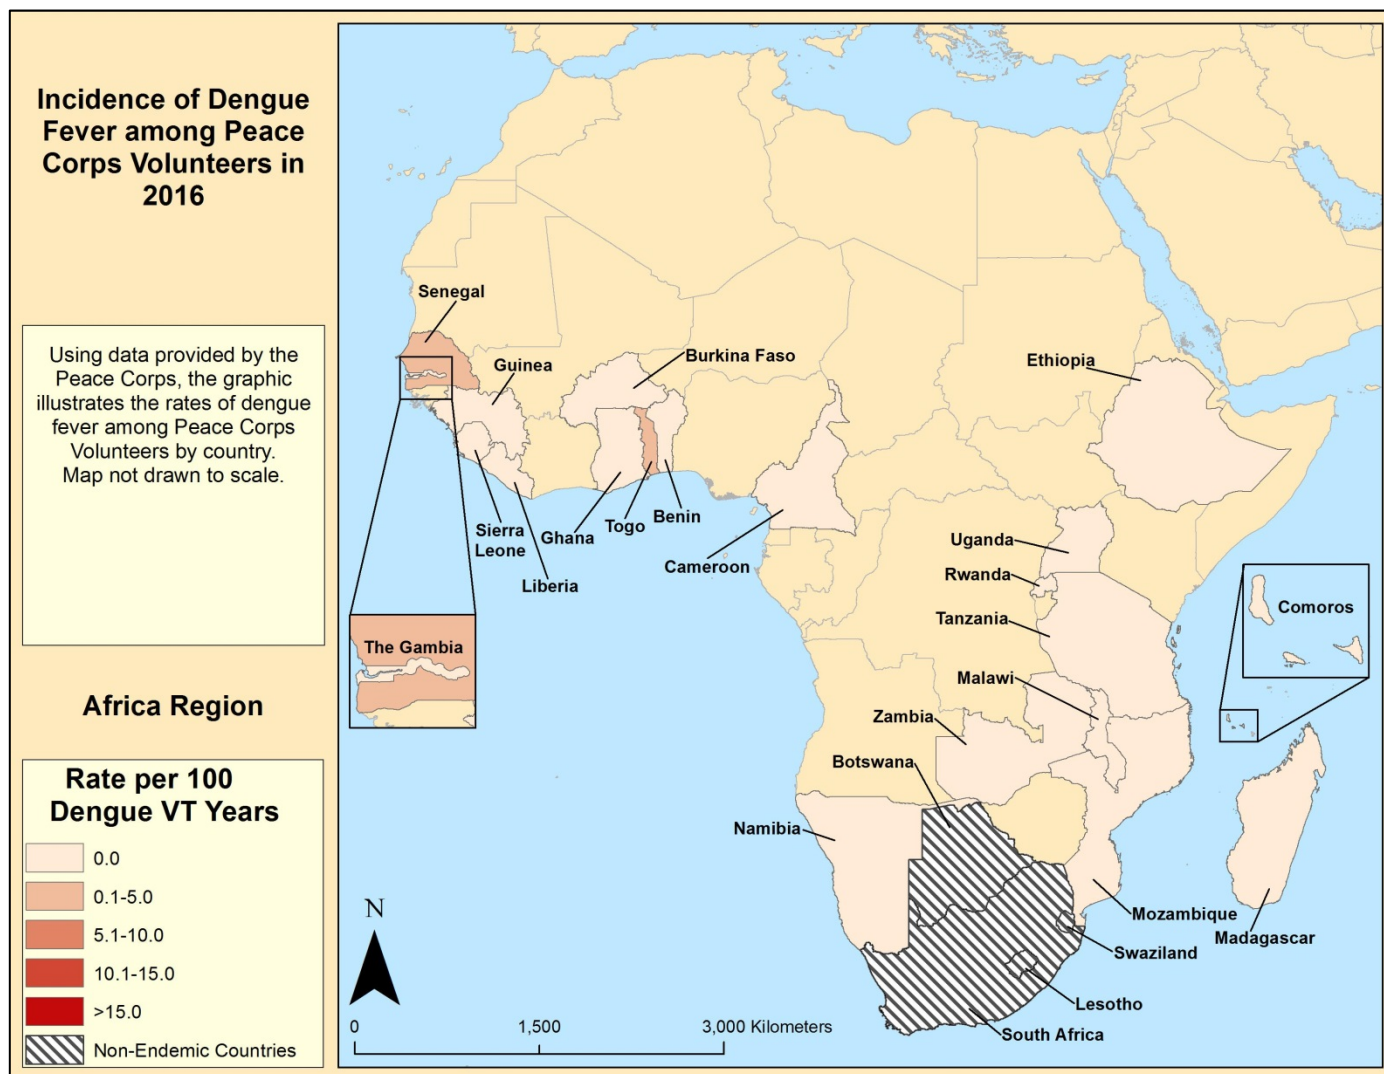 Incidence of Dengue
Fever among Peace
Corps Volunteers in
2016
Using data provided by the
Peace Corps, the graphic
illustrates the rates of dengue
fever among Peace Corps
Volunteers by country.
Map not drawn to scale.
Africa Region
Rate per 100
Dengue VT Years
0.0
0.1-5.0
5.1-10.0
10.1-15.0
>15.0
Non-Endemic Countries
Senegal
Guinea
Burkina Faso
Ethiopia
Sierra
Leone
Liberia
Ghana
Togo
Benin
Cameroon
The Gambia
Uganda
Rwanda
Tanzania
Comoros
Malawi
Zambia
Botswana
Namibia
Mozambique
Madagascar
Swaziland
Lesotho
South Africa
N
0
1,500
3,000 Kilometers